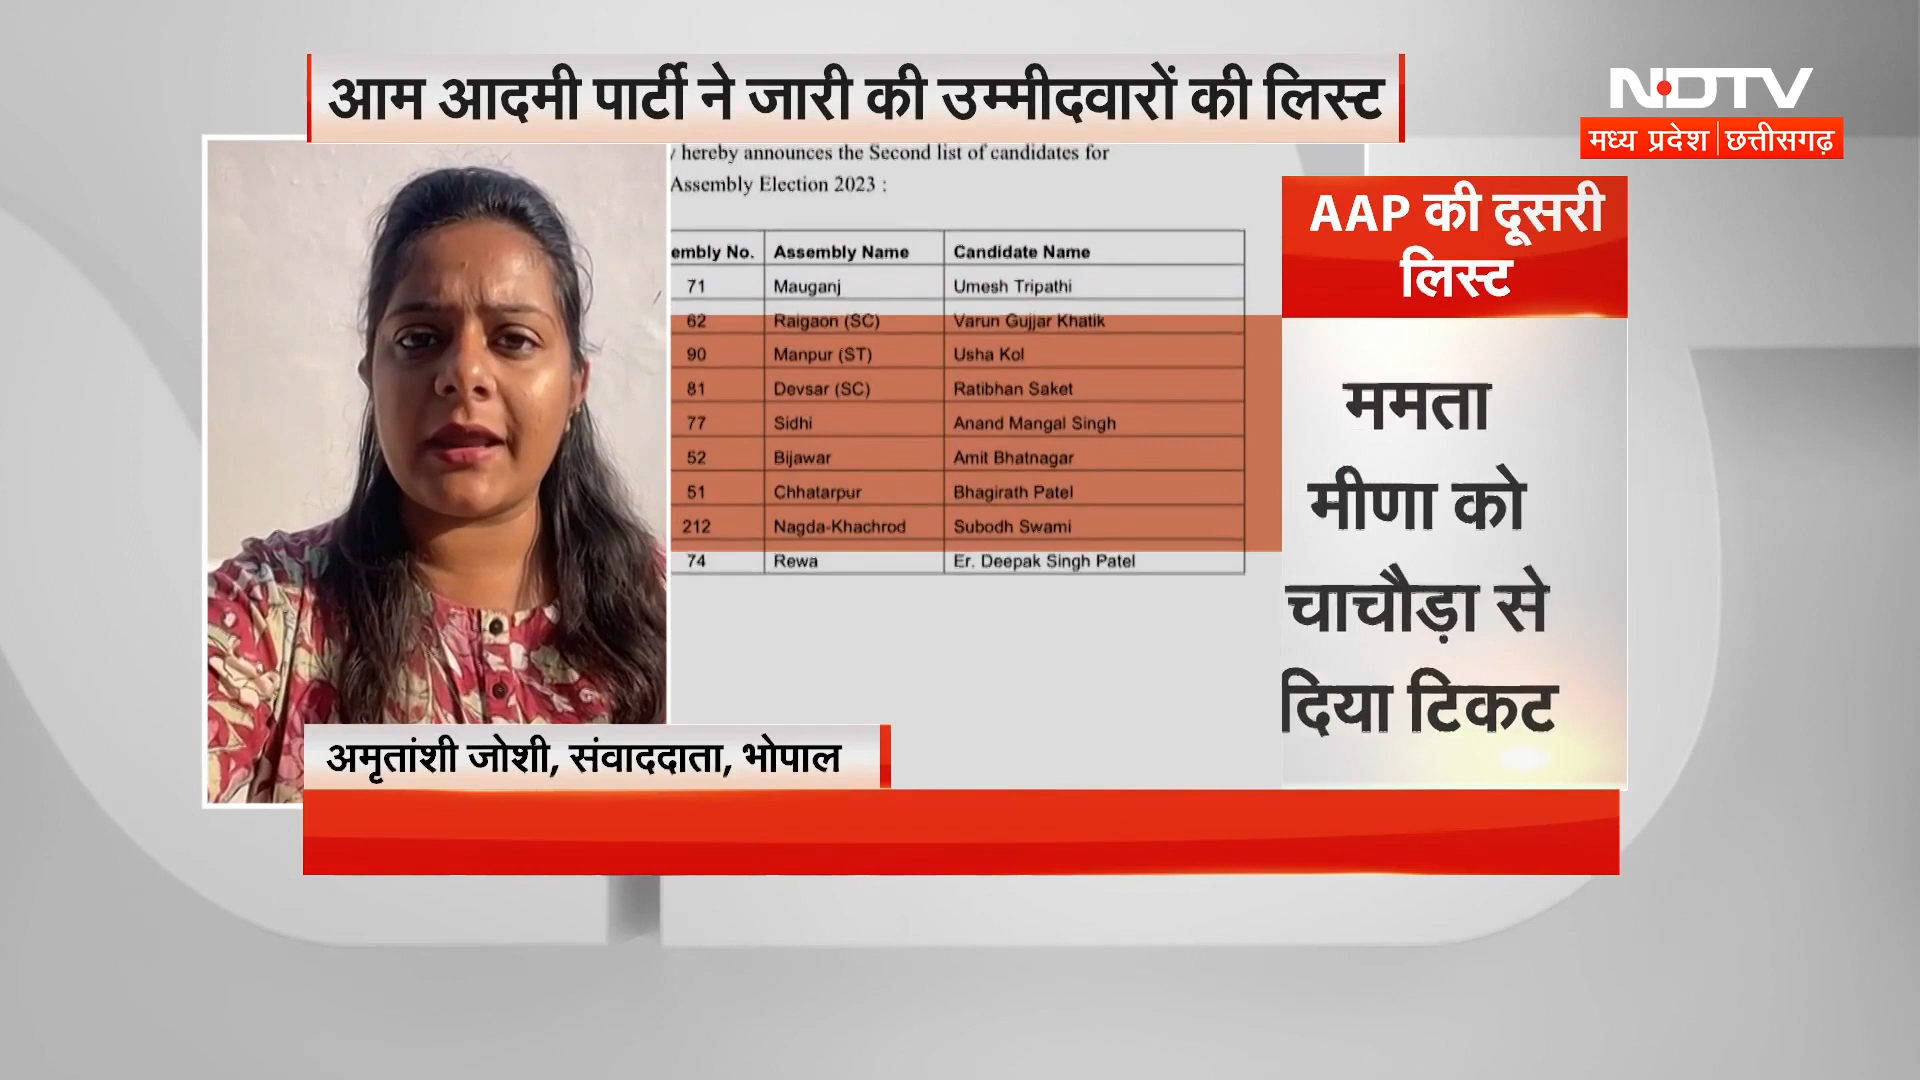 आम आदमी पार्टी ने जारी की उम्मीदवारों की लिस्ट
NDTV
मध्य प्रदेश | छत्तीसगढ़
hereby announces the Second list of candidates for
Assembly Election 2023 :
embly No. Assembly Name Candidate Name
71 Mauganj Umesh Tripathi
62 Raigaon (SC) Varun Gujjar Khatik
90 Manpur (ST) Usha Kol
81 Devsar (SC) Ratibhan Saket
77 Sidhi Anand Mangal Singh
52 Bijawar Amit Bhatnagar
51 Chhatarpur Bhagirath Patel
212 Nagda-Khachrod Subodh Swami
74 Rewa Er. Deepak Singh Patel
AAP की दूसरी
लिस्ट
ममता
मीणा को
चाचौड़ा से
दिया टिकट
अमृतांशी जोशी, संवाददाता, भोपाल